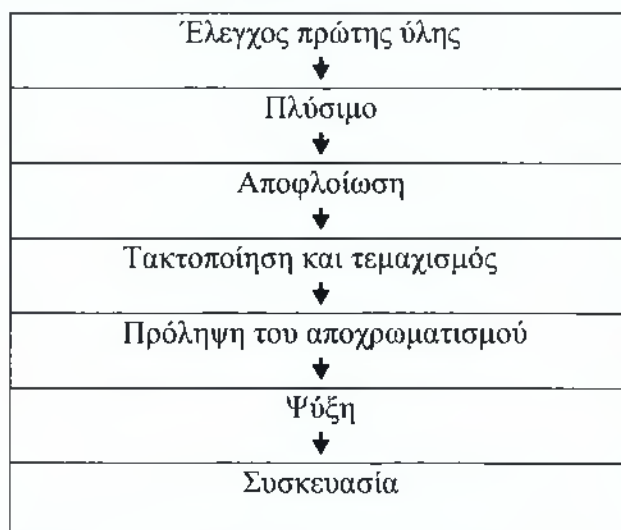 Έλεγχος πρώτης ύλης
Πλύσιμο
Αποφλοίωση
Τακτοποίηση και τεμαχισμός
Πρόληψη του αποχρωματισμού
Ψύξη
Συσκευασία